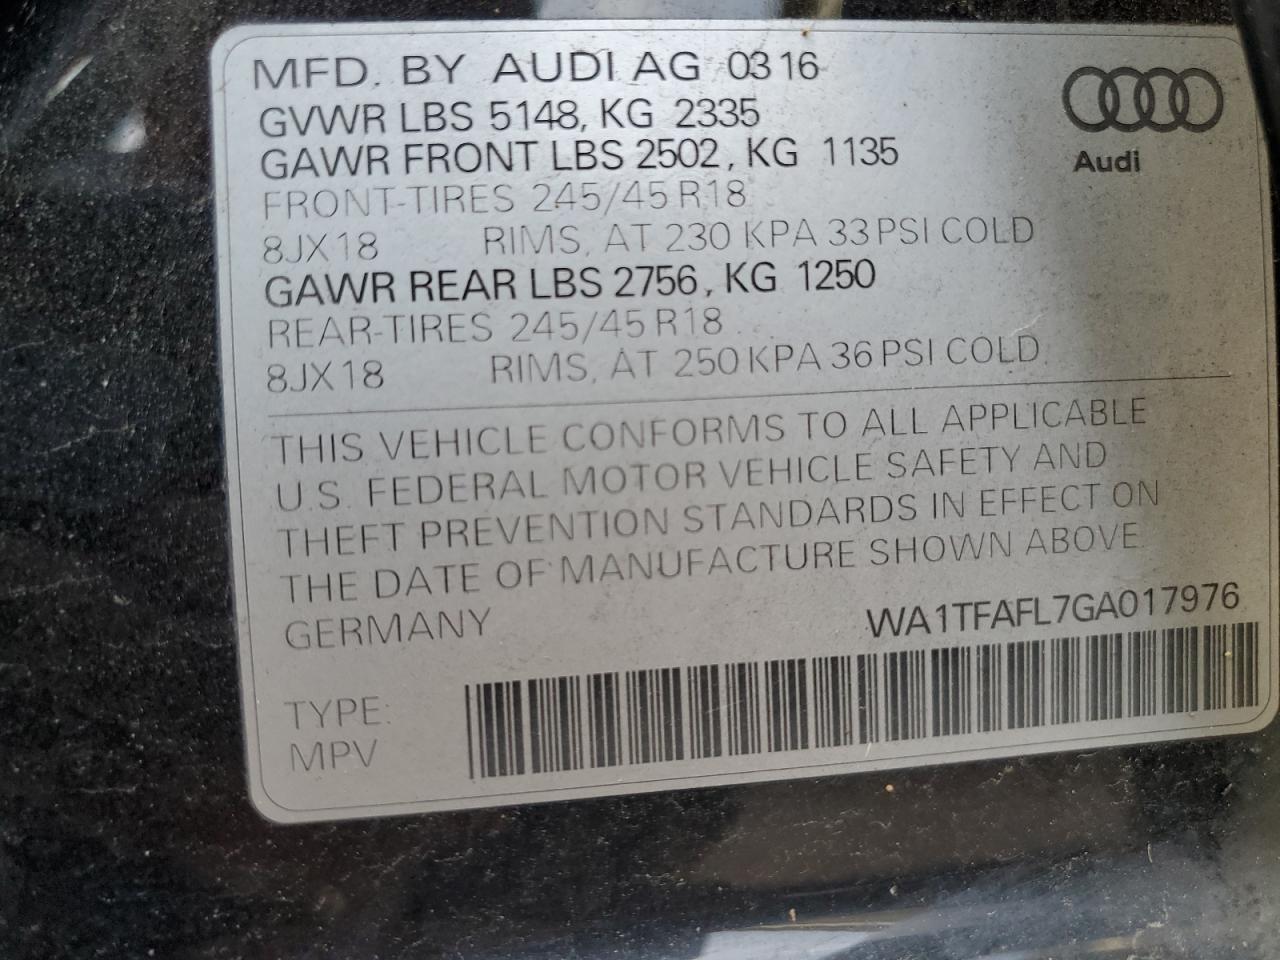 MFD. BY AUDI AG 03 16
GVWR LBS 5148, KG 2335
GAWR FRONT LBS 2502, KG 1135
FRONT-TIRES 245/45 R18
8JX18 RIMS, AT 230 KPA 33 PSI COLD
GAWR REAR LBS 2756, KG 1250
REAR-TIRES 245/45 R18
8JX18 RIMS, AT 250 KPA 36 PSI COLD
Audi
THIS VEHICLE CONFORMS TO ALL APPLICABLE
U.S. FEDERAL MOTOR VEHICLE SAFETY AND
THEFT PREVENTION STANDARDS IN EFFECT ON
THE DATE OF MANUFACTURE SHOWN ABOVE
GERMANY WA1TFAFL7GA017976
TYPE:
MPV